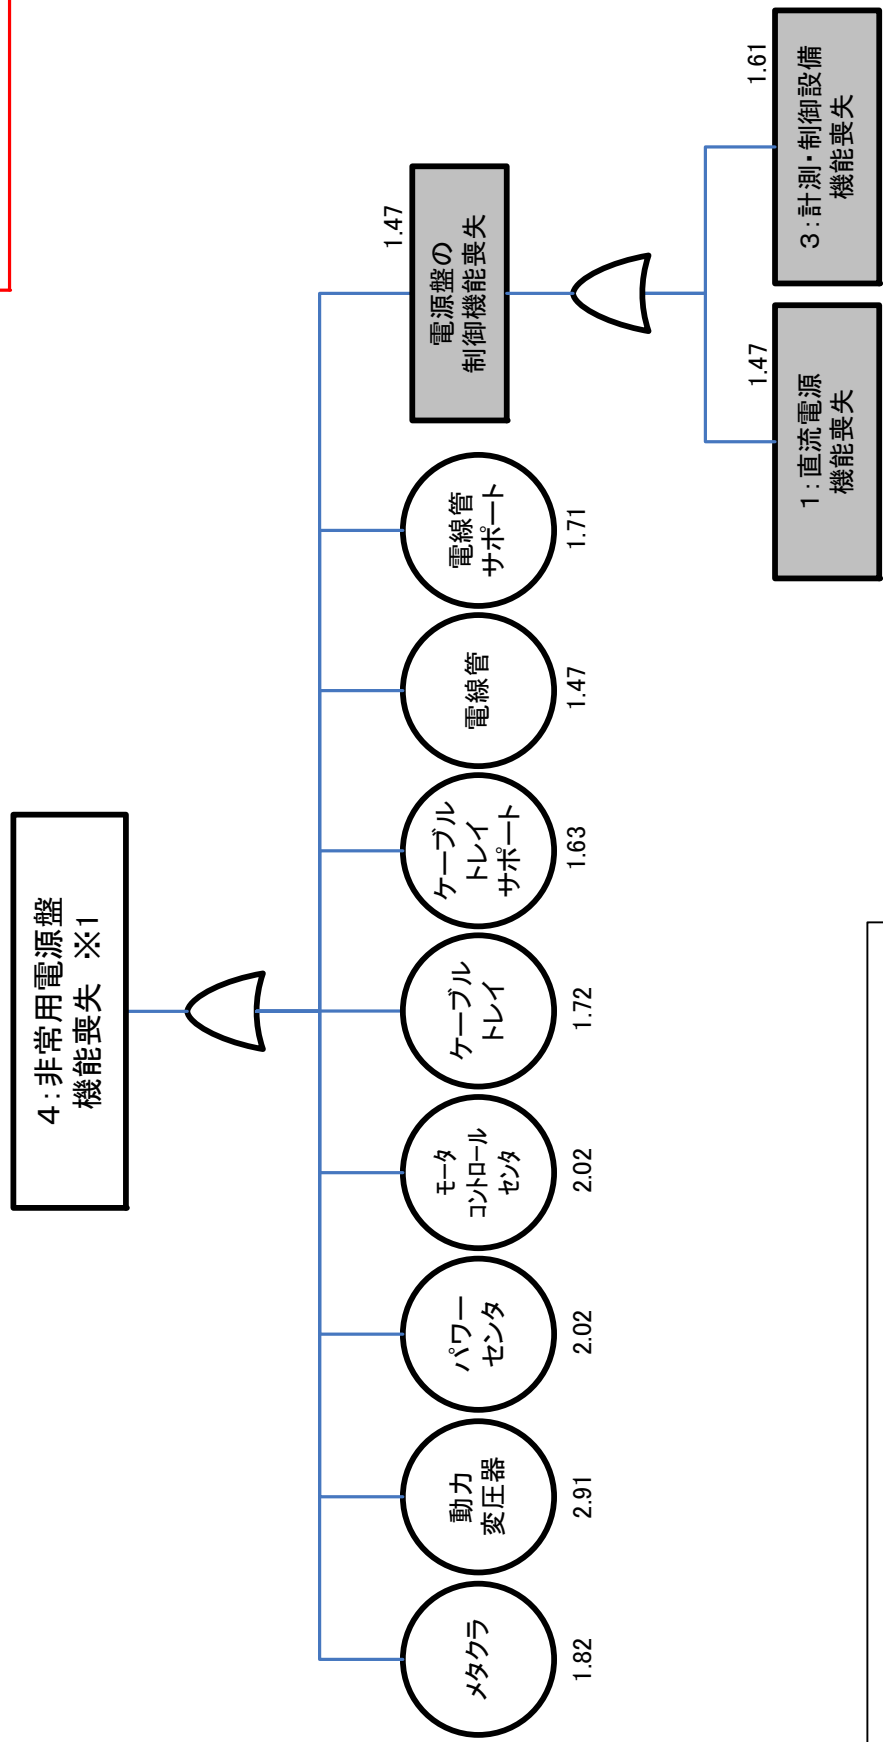 4:非常用電源盤
機能喪失 ※1
メタクラ
1.82
動力
変圧器
2.91
パワー
センタ
2.02
モータ
コントロール
センタ
2.02
ケーブル
トレイ
1.72
ケーブル
トレイ
サポート
1.63
電線管
1.47
電線管
サポート
1.71
1.47
電源盤の
制御機能喪失
1.47
1:直流電源
機能喪失
1.61
3:計測・制御設備
機能喪失